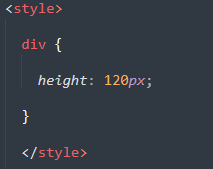 <style>
div {
height: 120px;
}
</style>